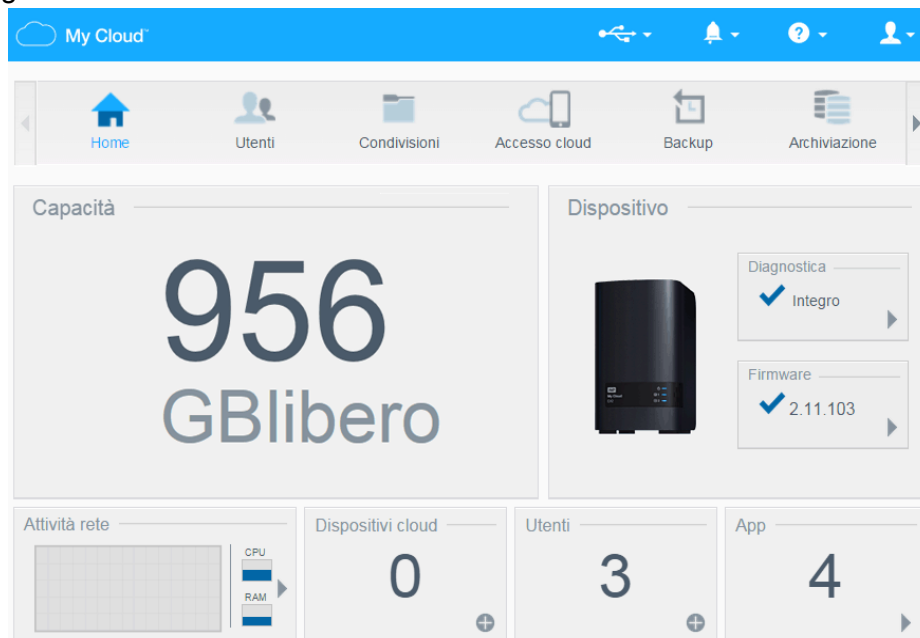 My Cloud™
Home
Utenti
Condivisioni
Accesso cloud
Backup
Archiviazione
Capacità
956
GBlibero
Dispositivo
Diagnostica
Integro
Firmware
2.11.103
Attività rete
CPU
RAM
Dispositivi cloud
0
Utenti
3
App
4